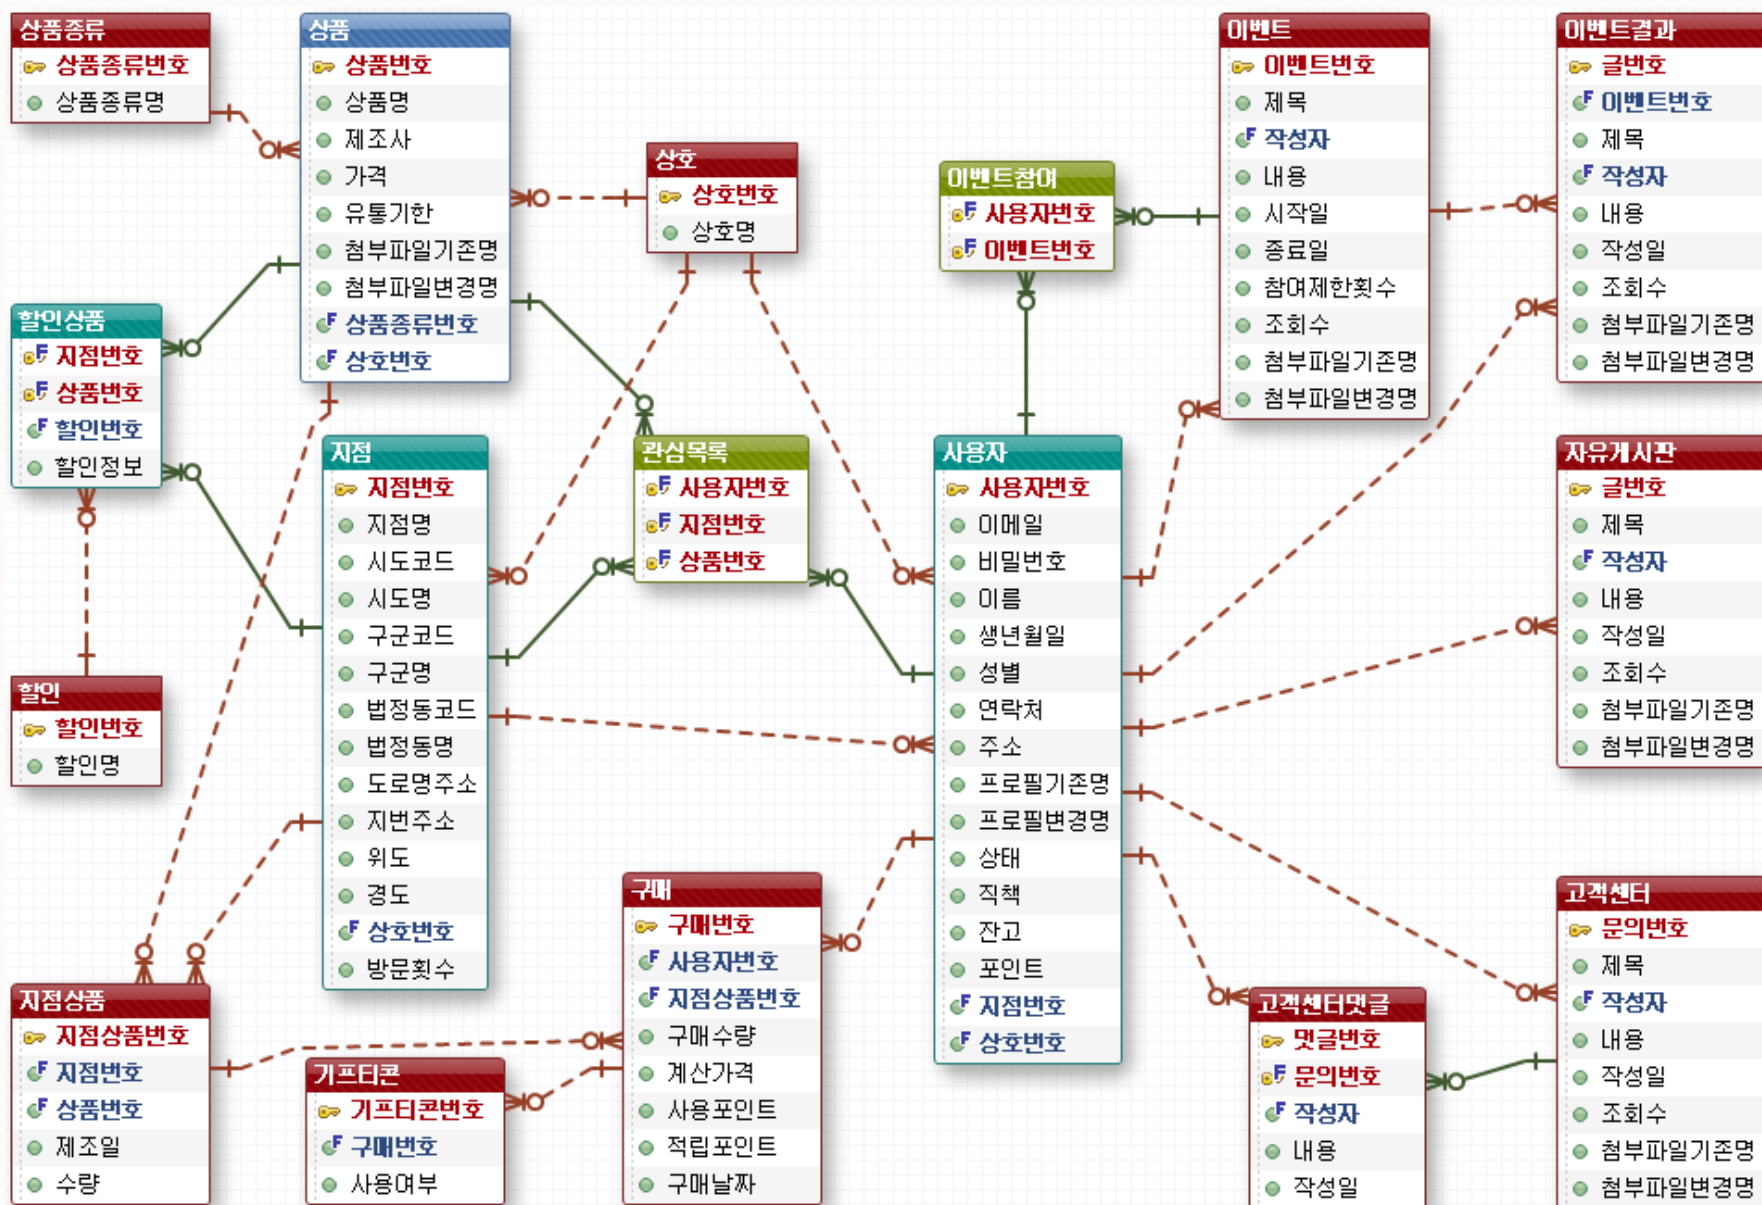 상품종류
상품종류번호
상품종류명
상품
상품번호
상품명
제조사
가격
유통기한
첨부파일기존명
첨부파일변경명
상품종류번호
상호번호
상호
상호번호
상호명
이벤트참여
사용자번호
이벤트번호
이벤트
이벤트번호
제목
작성자
내용
시작일
종료일
참여제한횟수
조회수
첨부파일기존명
첨부파일변경명
이벤트결과
글번호
이벤트번호
제목
작성자
내용
작성일
조회수
첨부파일기존명
첨부파일변경명
할인상품
지점번호
상품번호
할인번호
할인정보
지점
지점번호
지점명
시도코드
시도명
구군코드
구군명
법정동코드
법정동명
도로명주소
지번주소
위도
경도
상호번호
방문횟수
관심목록
사용자번호
지점번호
상품번호
사용자
사용자번호
이메일
비밀번호
이름
생년월일
성별
연락처
주소
프로필기존명
프로필변경명
상태
직책
잔고
포인트
지점번호
상호번호
자유게시판
글번호
제목
작성자
내용
작성일
조회수
첨부파일기존명
첨부파일변경명
할인
할인번호
할인명
지점상품
지점상품번호
지점번호
상품번호
제조일
수량
기프티콘
기프티콘번호
구매번호
사용여부
구매
구매번호
사용자번호
지점상품번호
구매수량
계산가격
사용포인트
적립포인트
구매날짜
고객센터댓글
댓글번호
문의번호
작성자
내용
작성일
고객센터
문의번호
제목
작성자
내용
작성일
조회수
첨부파일기존명
첨부파일변경명